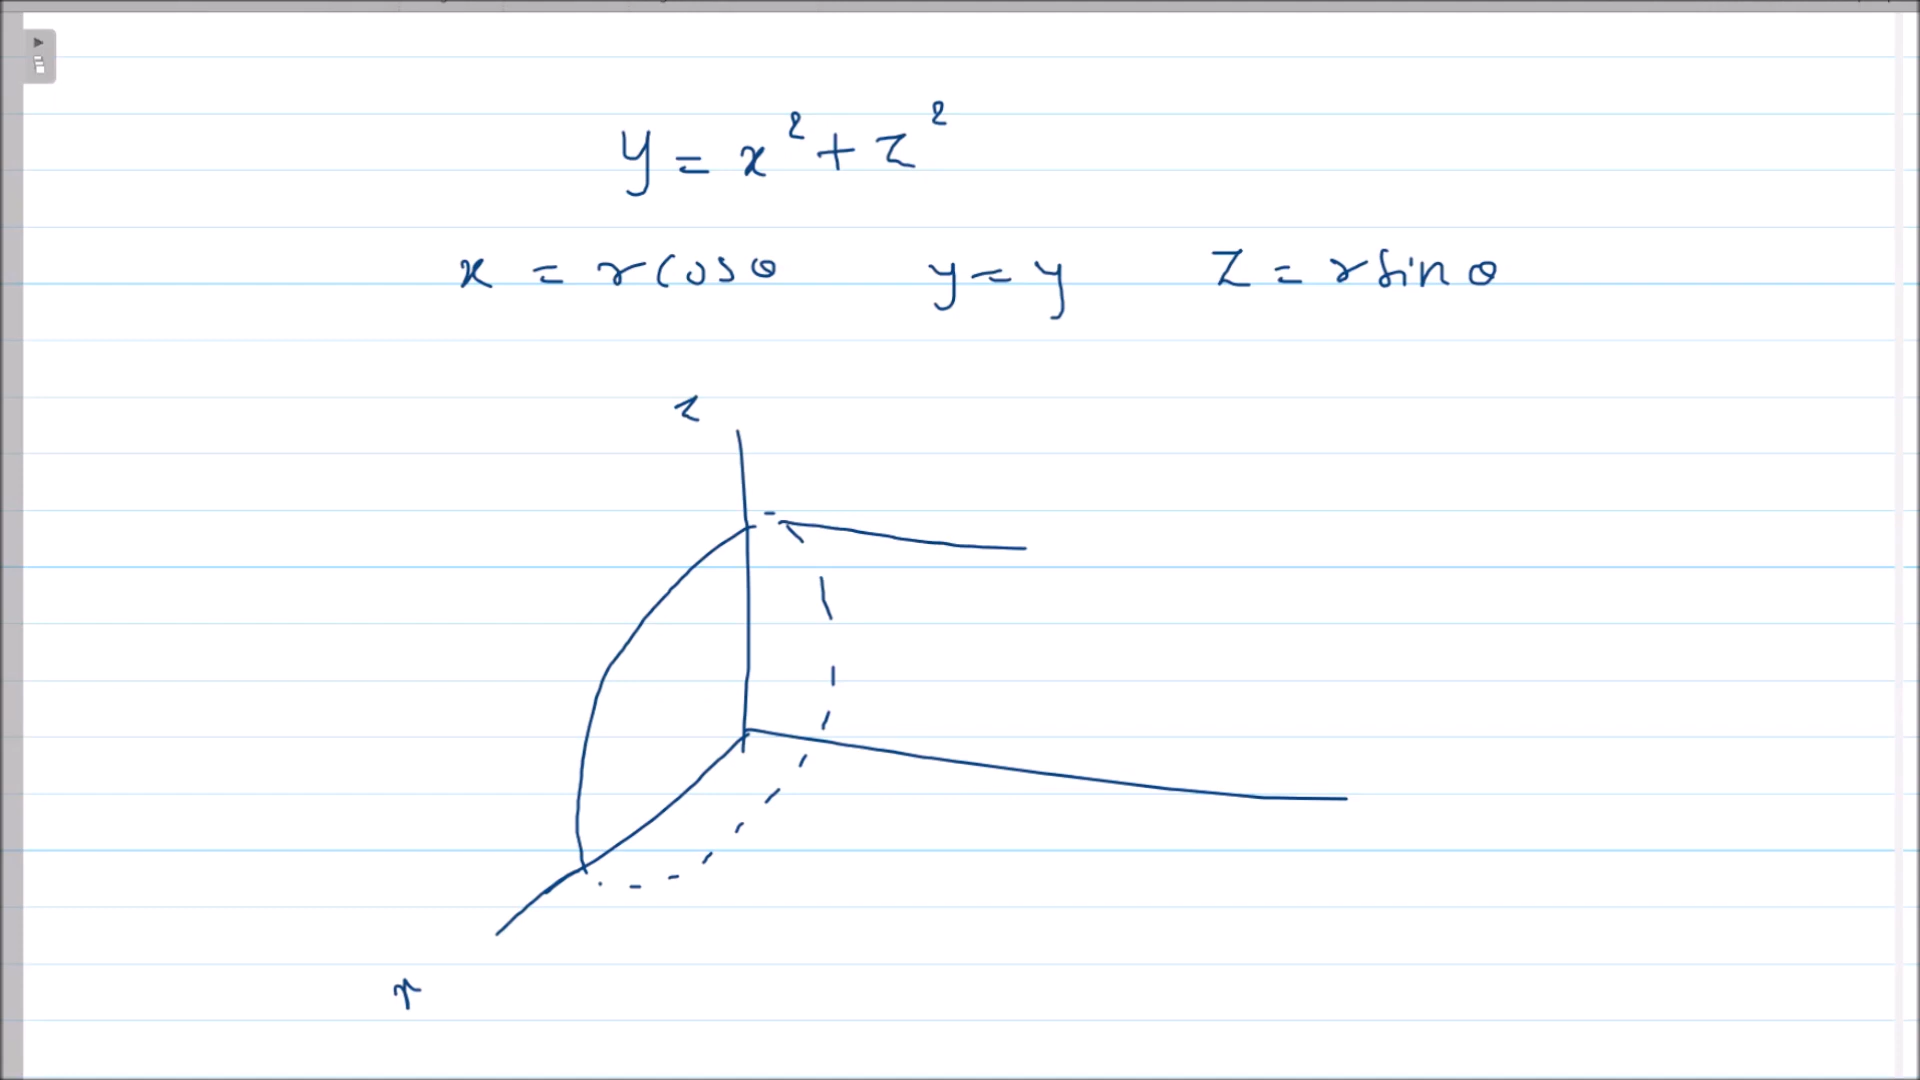 y = x² + z²
x = r cos θ y = y z = r sin θ
z